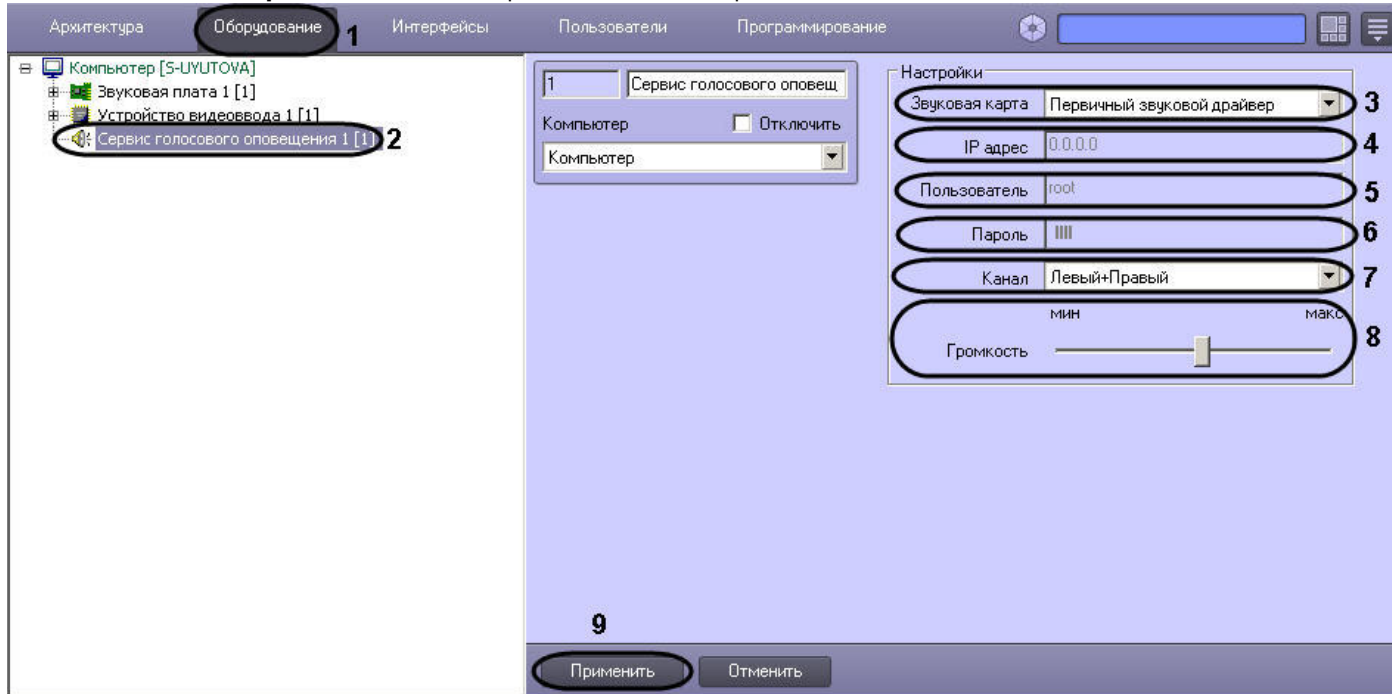 Архитектура Оборудование 1 Интерфейсы Пользователи Программирование
Компьютер [S-UYUTOVA]
Звуковая плата 1 [1]
Устройство видеоввода 1 [1]
Сервис голосового оповещения 1 [1] 2
1 Сервис голосового оповещ
Компьютер Отключить
Компьютер
Настройки
Звуковая карта Первичный звуковой драйвер 3
IP адрес 0.0.0.0 4
Пользователь root 5
Пароль 6
Канал Левый+Правый 7
мин макс
Громкость 8
9
Применить Отменить